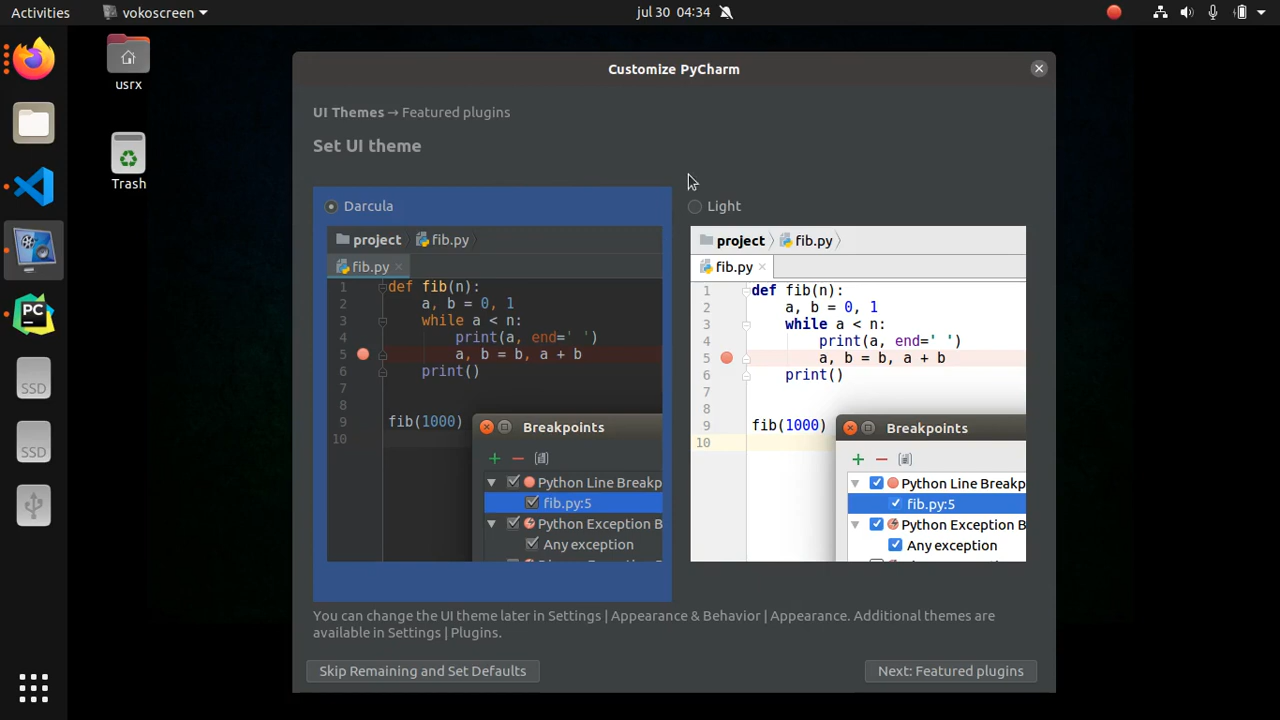 Activities
vokoscreen
jul 30 04:34
usrx
Trash
PC
SSD
SSD
Customize PyCharm
UI Themes → Featured plugins
Set UI theme
Darcula
project
fib.py
fib.py
1 def fib(n):
2 a, b = 0, 1
3 while a < n:
4 print(a, end=' ')
5 a, b = b, a + b
6 print()
7
8
9 fib(1000)
10
Breakpoints
Python Line Breakp
fib.py:5
Python Exception B
Any exception
Light
project
fib.py
fib.py
1 def fib(n):
2 a, b = 0, 1
3 while a < n:
4 print(a, end=' ')
5 a, b = b, a + b
6 print()
7
8
9 fib(1000)
10
Breakpoints
Python Line Breakp
fib.py:5
Python Exception B
Any exception
You can change the UI theme later in Settings | Appearance & Behavior | Appearance. Additional themes are
available in Settings | Plugins.
Skip Remaining and Set Defaults
Next: Featured plugins